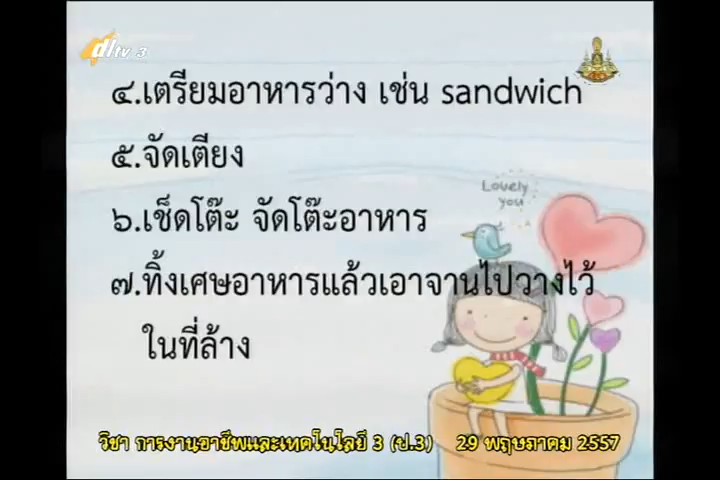 dltv 3
๔.เตรียมอาหารว่าง เช่น sandwich
๕.จัดเตียง
Lovely
you
๖.เช็ดโต๊ะ จัดโต๊ะอาหาร
๗.ทิ้งเศษอาหารแล้วเอาจานไปวางไว้
ในที่ล้าง
วิชา การงานอาชีพและเทคโนโลยี 3 (ป.3) 29 พฤษภาคม 2557